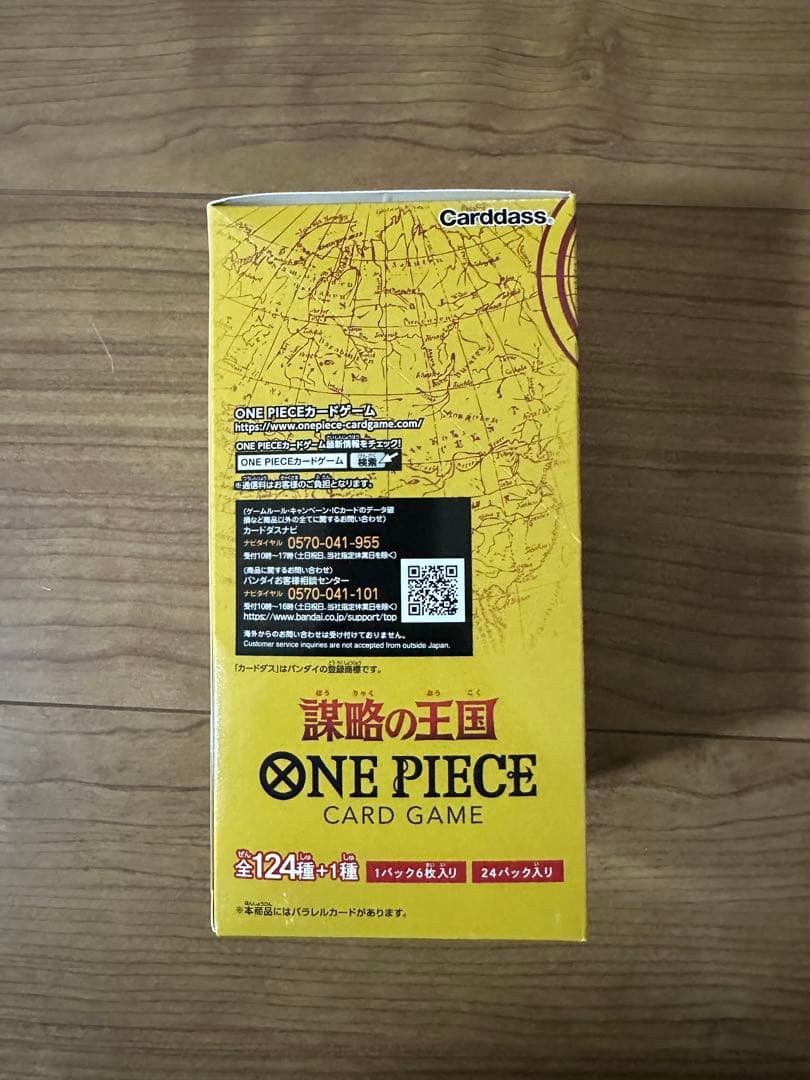 Carddass®
ONE PIECEカードゲーム
https://www.onepiece-cardgame.com/
ONE PIECEカードゲーム最新情報をチェック!
ONE PIECEカードゲーム 検索
※通信料はお客様のご負担となります。
(ゲームルール・キャンペーン・ICカードのデータ破
損など商品以外の全てに関するお問い合わせ)
カードダスナビ
ナビダイヤル 0570-041-955
受付10時~17時(土日祝日、当社指定休業日を除く)
(商品に関するお問い合わせ)
バンダイお客様相談センター
ナビダイヤル 0570-041-101
受付10時~16時(土日祝日、当社指定休業日を除く)
https://www.bandai.co.jp/support/top
海外からのお問い合わせは受け付けておりません。
Customer service inquiries are not accepted from outside Japan.
「カードダス」はバンダイの登録商標です。
謀略の王国
ONE PIECE
CARD GAME
全124種+1種 1パック6枚入り 24パック入り
※本商品にはパラレルカードがあります。